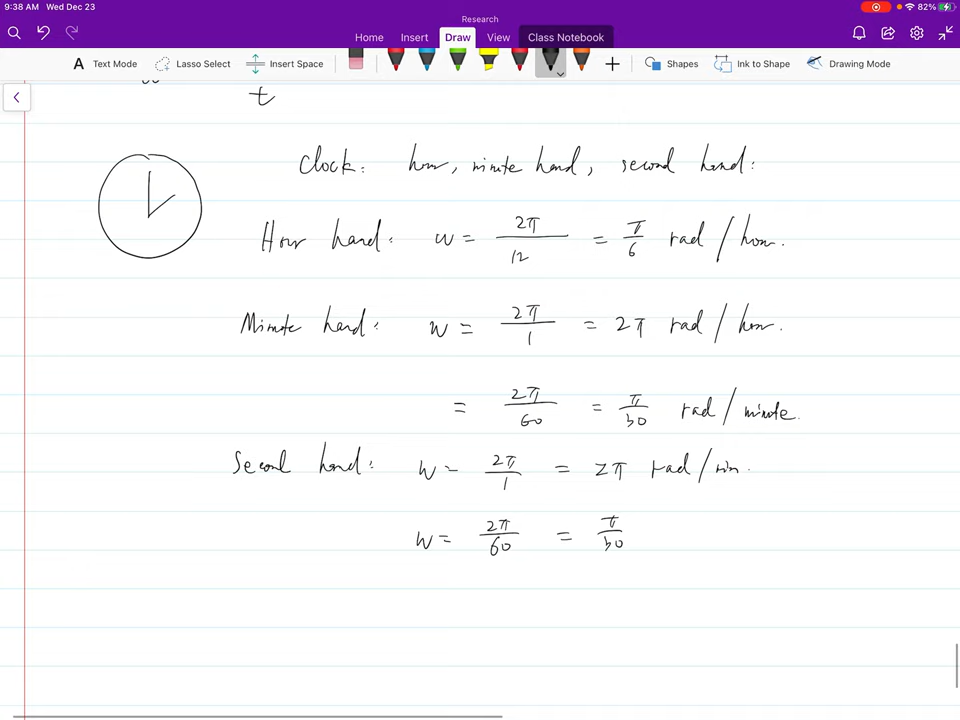 9:38 AM Wed Dec 23
82%
Research
Home Insert Draw View Class Notebook
Text Mode Lasso Select Insert Space Shapes Ink to Shape Drawing Mode
t
Clock: hour, minute hand, second hand:
Hour hand: w = 2π/12 = π/6 rad/hour.
Minute hand: w = 2π/1 = 2π rad/hour.
= 2π/60 = π/30 rad/minute.
Second hand: w = 2π/1 = 2π rad/min.
w = 2π/60 = π/30